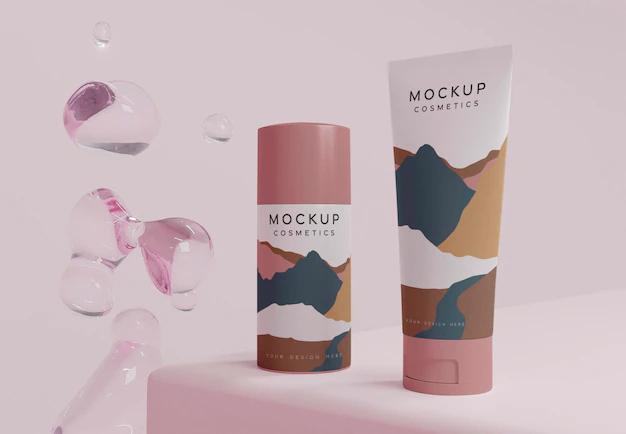 MOCKUP
COSMETICS
YOUR DESIGN HERE
MOCKUP
COSMETICS
YOUR DESIGN HERE